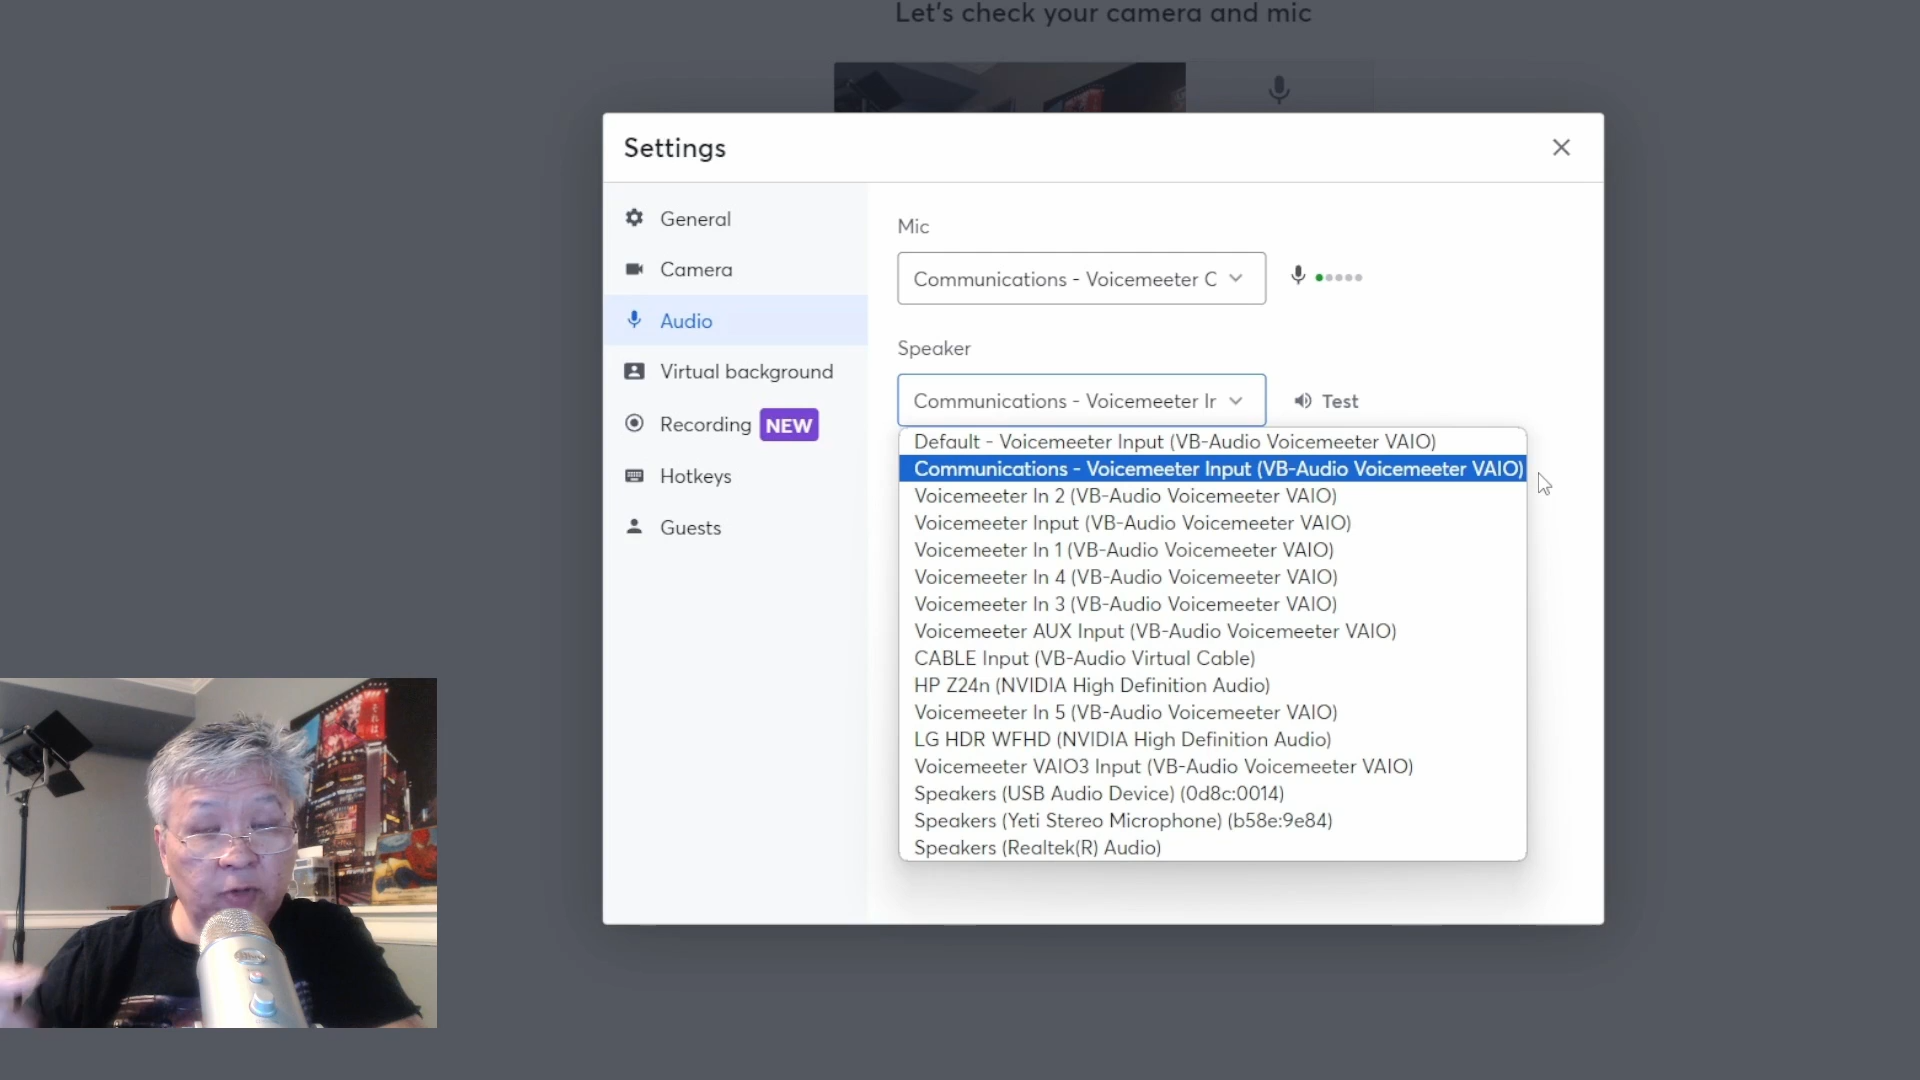 Let's check your camera and mic
Settings
General
Camera
Audio
Virtual background
Recording NEW
Hotkeys
Guests
Mic
Communications - Voicemeeter C
Speaker
Communications - Voicemeeter Ir
Test
Default - Voicemeeter Input (VB-Audio Voicemeeter VAIO)
Communications - Voicemeeter Input (VB-Audio Voicemeeter VAIO)
Voicemeeter In 2 (VB-Audio Voicemeeter VAIO)
Voicemeeter Input (VB-Audio Voicemeeter VAIO)
Voicemeeter In 1 (VB-Audio Voicemeeter VAIO)
Voicemeeter In 4 (VB-Audio Voicemeeter VAIO)
Voicemeeter In 3 (VB-Audio Voicemeeter VAIO)
Voicemeeter AUX Input (VB-Audio Voicemeeter VAIO)
CABLE Input (VB-Audio Virtual Cable)
HP Z24n (NVIDIA High Definition Audio)
Voicemeeter In 5 (VB-Audio Voicemeeter VAIO)
LG HDR WFHD (NVIDIA High Definition Audio)
Voicemeeter VAIO3 Input (VB-Audio Voicemeeter VAIO)
Speakers (USB Audio Device) (0d8c:0014)
Speakers (Yeti Stereo Microphone) (b58e:9e84)
Speakers (Realtek(R) Audio)